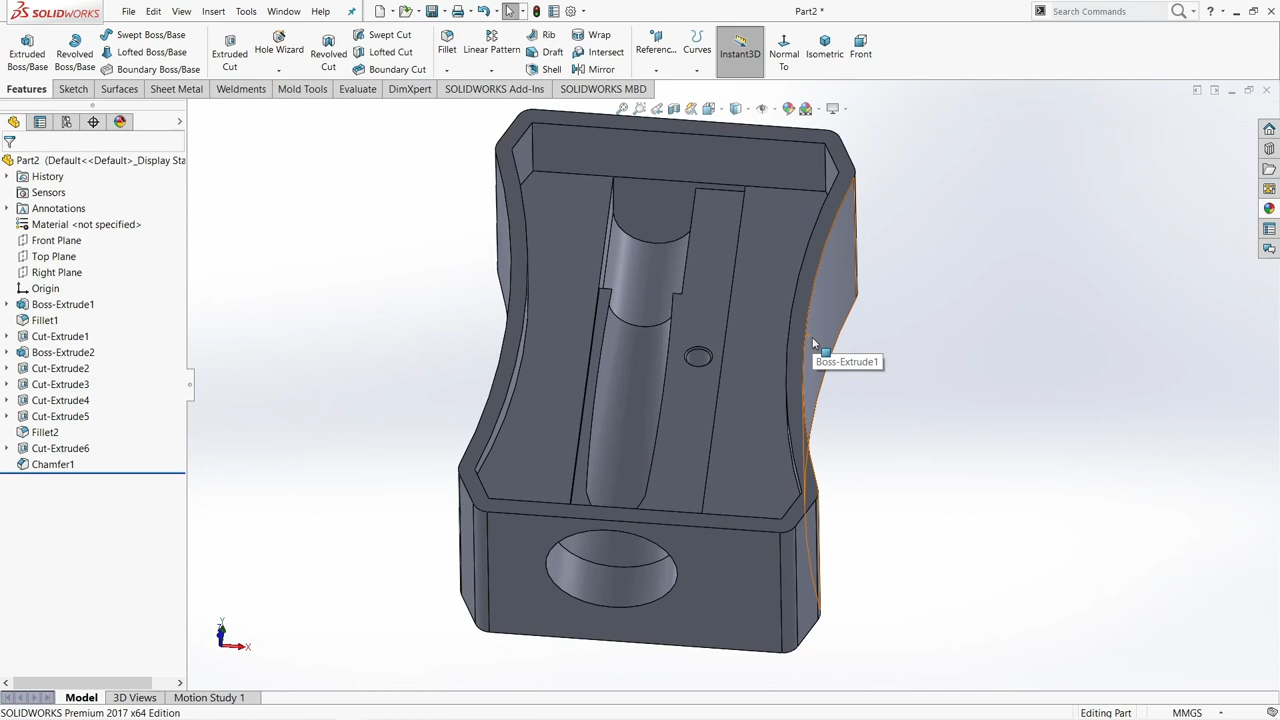 SOLIDWORKS File Edit View Insert Tools Window Help Part2 * Search Commands ?
Extruded Boss/Base
Revolved Boss/Base
Swept Boss/Base
Lofted Boss/Base
Boundary Boss/Base
Extruded Cut
Hole Wizard
Revolved Cut
Swept Cut
Lofted Cut
Boundary Cut
Fillet
Linear Pattern
Rib
Draft
Shell
Wrap
Intersect
Mirror
Referenc...
Curves
Instant3D
Normal To
Isometric
Front
Features Sketch Surfaces Sheet Metal Weldments Mold Tools Evaluate DimXpert SOLIDWORKS Add-Ins SOLIDWORKS MBD
Part2 (Default<<Default>_Display Sta
History
Sensors
Annotations
Material <not specified>
Front Plane
Top Plane
Right Plane
Origin
Boss-Extrude1
Fillet1
Cut-Extrude1
Boss-Extrude2
Cut-Extrude2
Cut-Extrude3
Cut-Extrude4
Cut-Extrude5
Fillet2
Cut-Extrude6
Chamfer1
Boss-Extrude1
Y
Z
X
Model 3D Views Motion Study 1
SOLIDWORKS Premium 2017 x64 Edition Editing Part MMGS